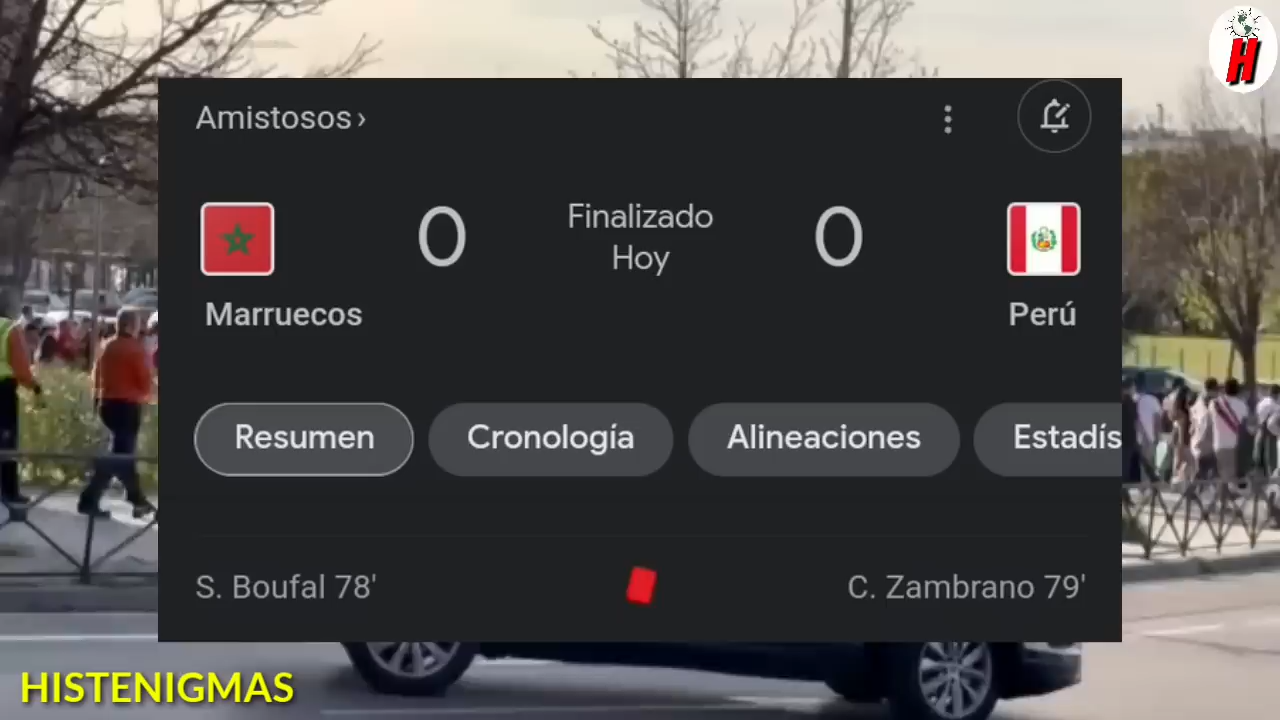 H
Amistosos ›
0
Finalizado
Hoy
0
Marruecos
Perú
Resumen
Cronología
Alineaciones
Estadís
S. Boufal 78'
C. Zambrano 79'
HISTENIGMAS